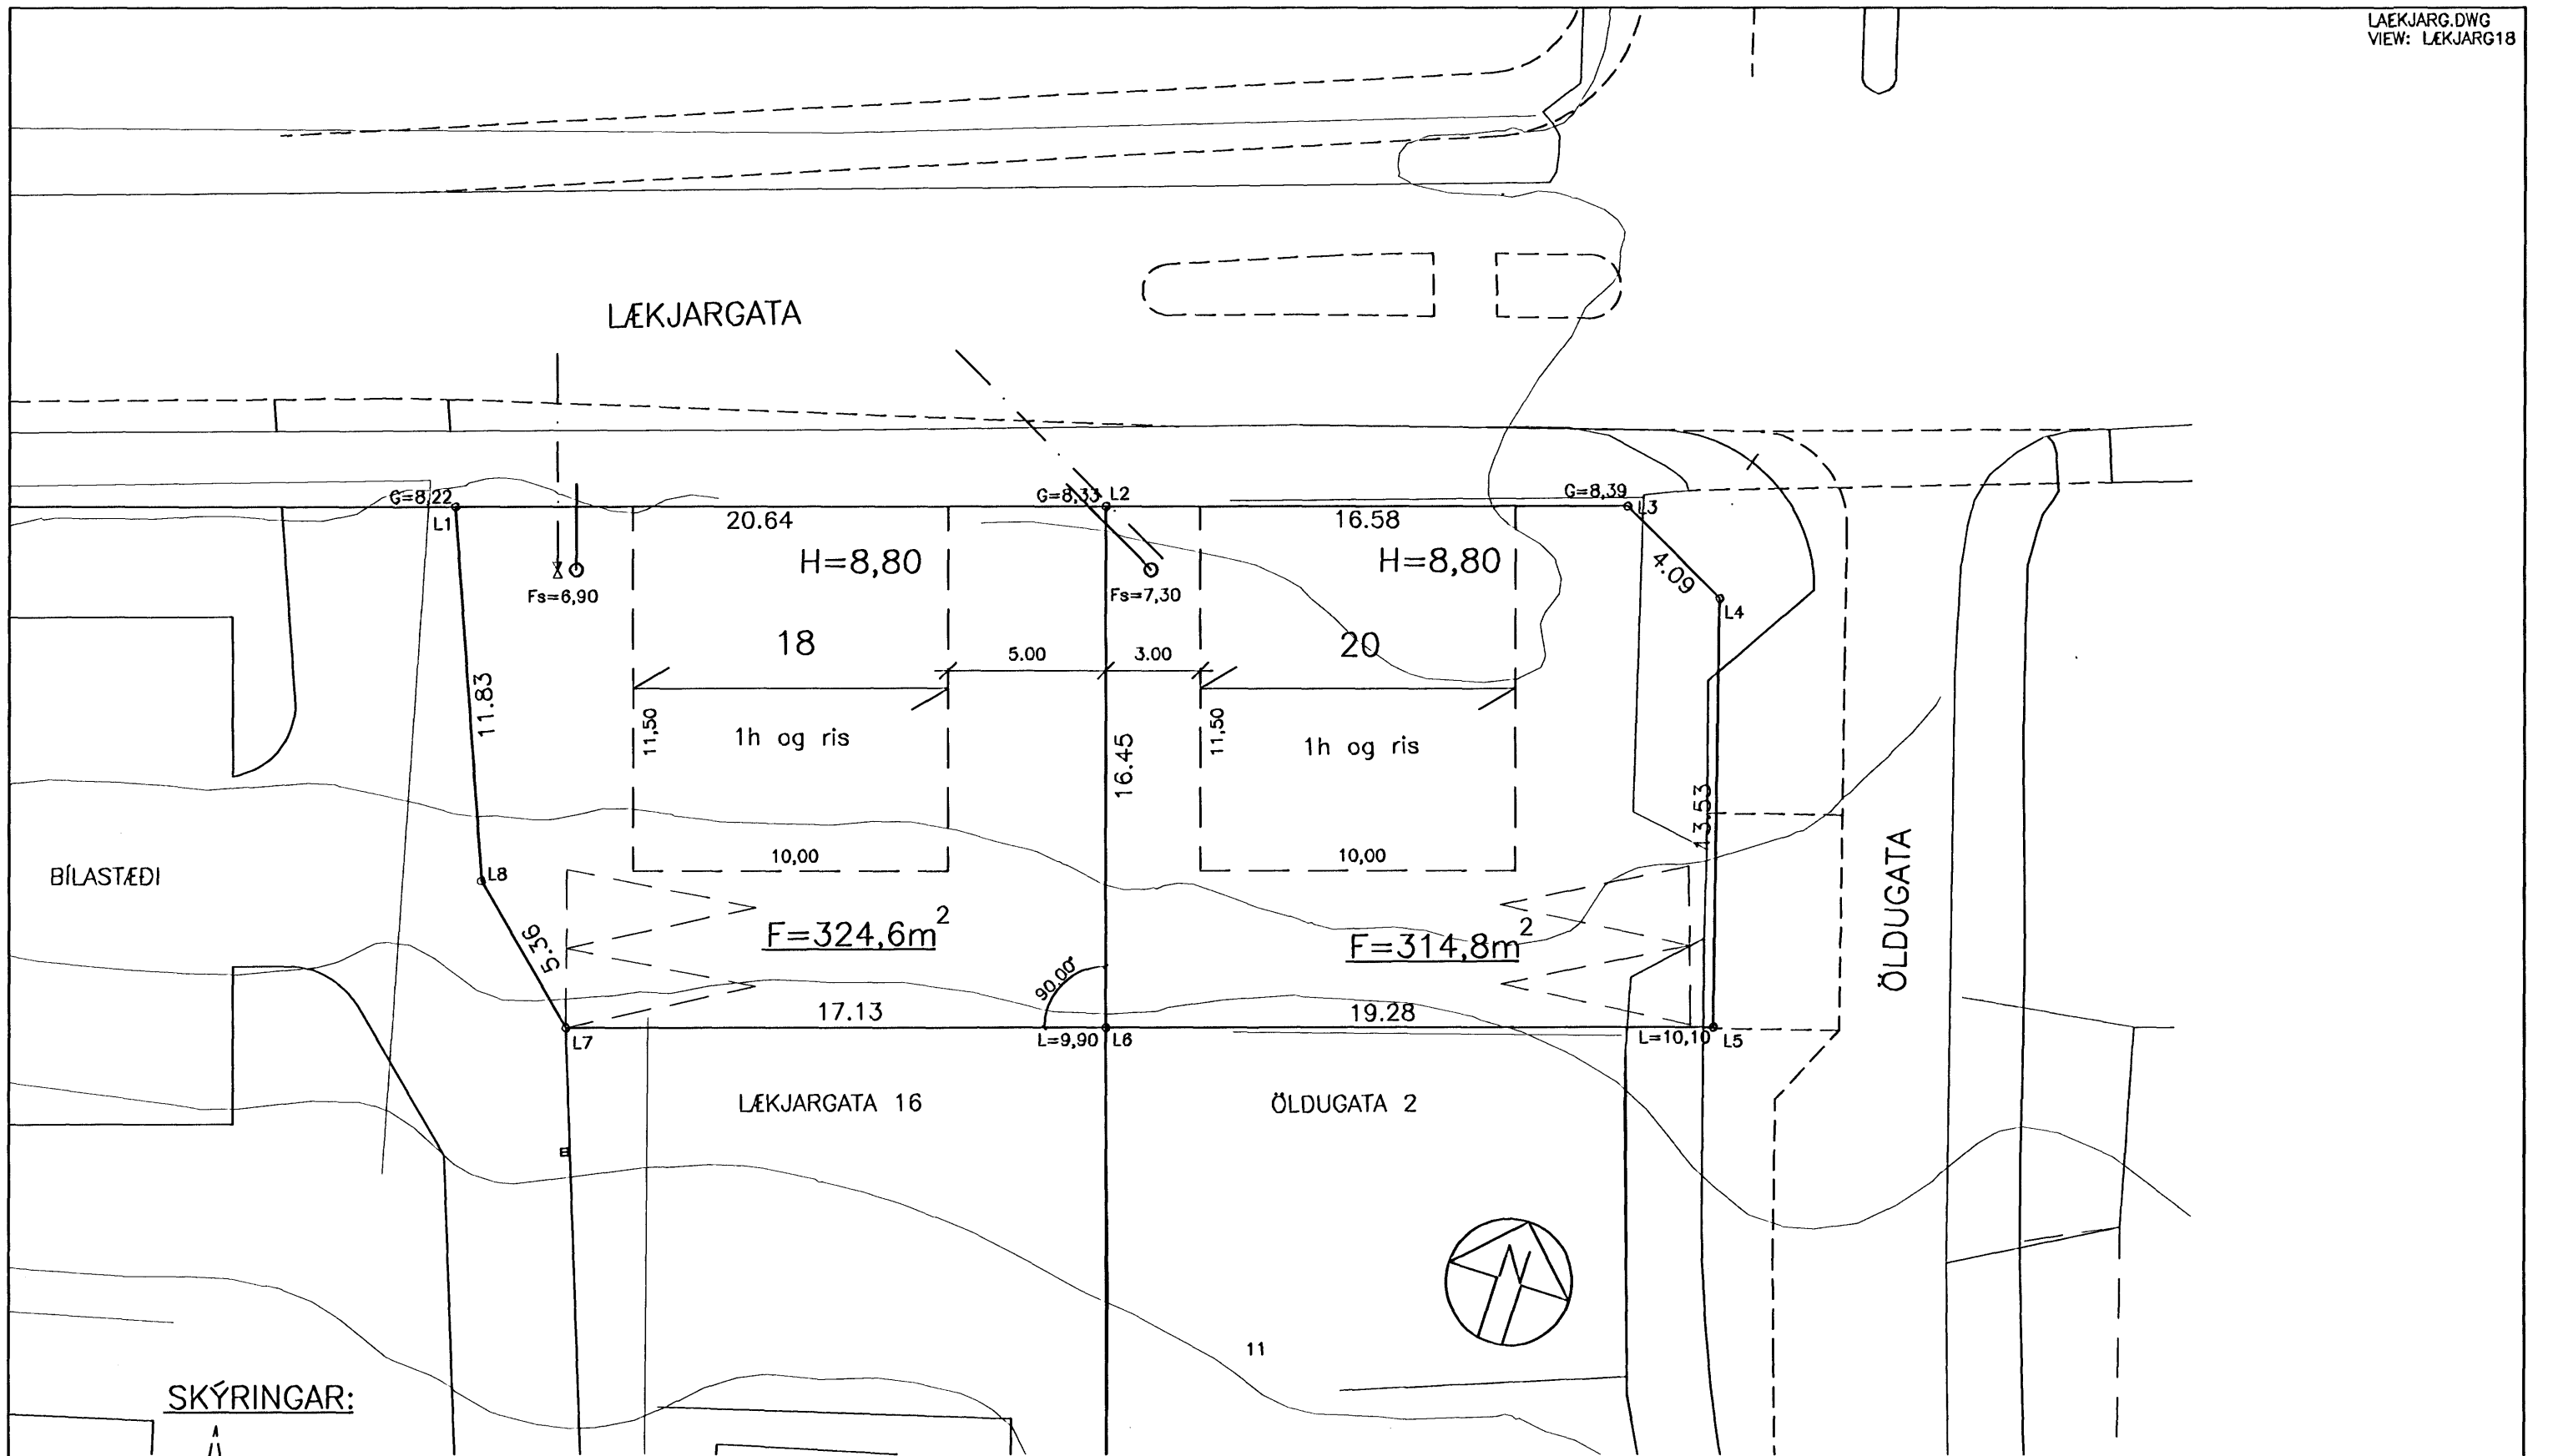 LAEKJARG.DWG
VIEW: LÆKJARG18
LÆKJARGATA
G=8,22
G=8,33
L2
G=8,39
L3
L1
20.64
16.58
H=8,80
H=8,80
4.09
Fs=6,90
Fs=7,30
L4
18
20
5.00
3.00
11.83
11,50
1h og ris
16.45
11,50
1h og ris
13.53
10,00
10,00
BÍLASTÆÐI
L8
ÖLDUGATA
5.36
F=324,6m2
F=314,8m2
90,00°
17.13
19.28
L7
L=9,90
L6
L=10,10
L5
LÆKJARGATA 16
ÖLDUGATA 2
11
SKÝRINGAR: